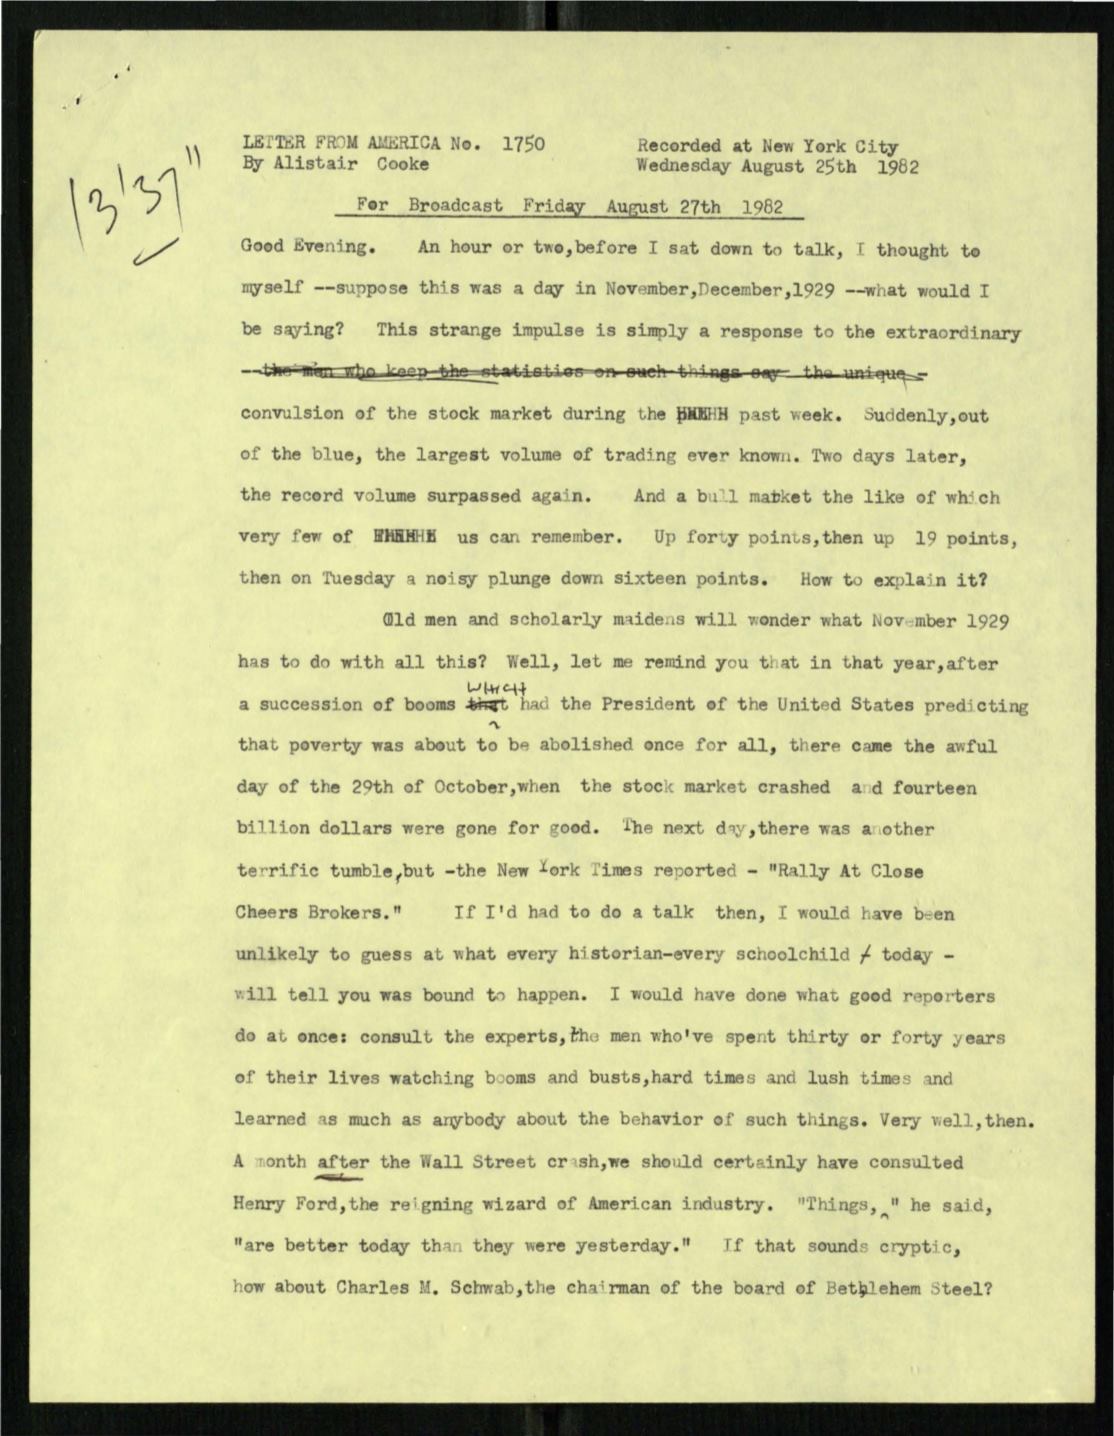 LETTER FROM AMERICA No. 1750 Recorded at New York City
By Alistair Cooke Wednesday August 25th 1982
13'37"
For Broadcast Friday August 27th 1982
Good Evening. An hour or two,before I sat down to talk, I thought to
myself --suppose this was a day in November,December,1929 --what would I
be saying? This strange impulse is simply a response to the extraordinary
--the men who keep the statistics on such things say the unique -
convulsion of the stock market during the past week. Suddenly,out
of the blue, the largest volume of trading ever known. Two days later,
the record volume surpassed again. And a bull market the like of which
very few of us can remember. Up forty points,then up 19 points,
then on Tuesday a noisy plunge down sixteen points. How to explain it?
Old men and scholarly maidens will wonder what November 1929
has to do with all this? Well, let me remind you that in that year,after
WHICH
a succession of booms that had the President of the United States predicting
that poverty was about to be abolished once for all, there came the awful
day of the 29th of October,when the stock market crashed and fourteen
billion dollars were gone for good. The next day,there was another
terrific tumble,but -the New York Times reported - "Rally At Close
Cheers Brokers." If I'd had to do a talk then, I would have been
unlikely to guess at what every historian-every schoolchild / today -
will tell you was bound to happen. I would have done what good reporters
do at once: consult the experts,the men who've spent thirty or forty years
of their lives watching booms and busts,hard times and lush times and
learned as much as anybody about the behavior of such things. Very well,then.
A month after the Wall Street crash,we should certainly have consulted
Henry Ford,the reigning wizard of American industry. "Things," he said,
"are better today than they were yesterday." If that sounds cryptic,
how about Charles M. Schwab,the chairman of the board of Bethlehem Steel?